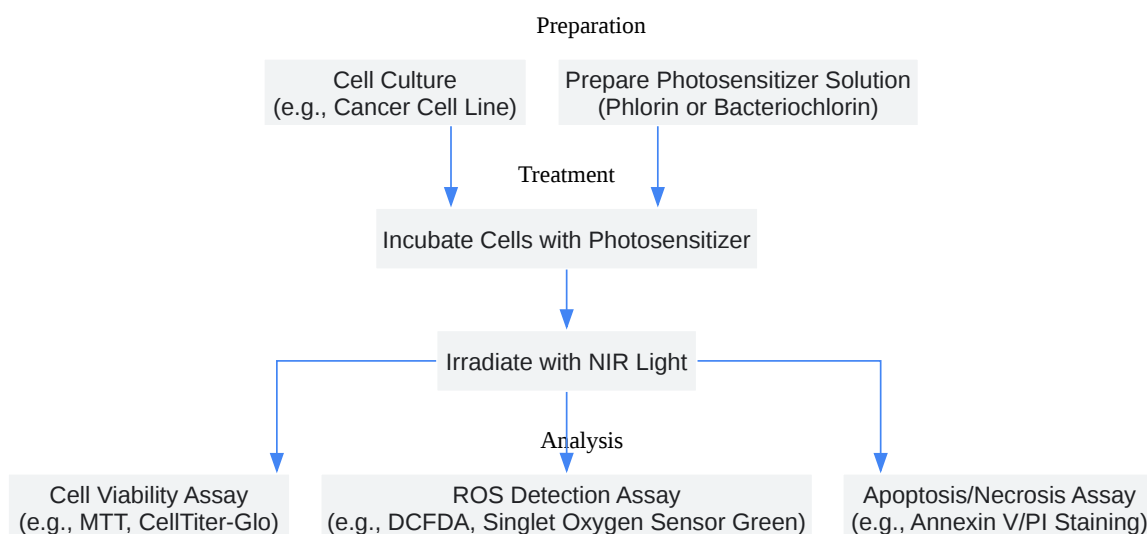 Preparation
Cell Culture
(e.g., Cancer Cell Line)
Prepare Photosensitizer Solution
(Phlorin or Bacteriochlorin)
Treatment
Incubate Cells with Photosensitizer
Irradiate with NIR Light
Analysis
Cell Viability Assay
(e.g., MTT, CellTiter-Glo)
ROS Detection Assay
(e.g., DCFDA, Singlet Oxygen Sensor Green)
Apoptosis/Necrosis Assay
(e.g., Annexin V/PI Staining)